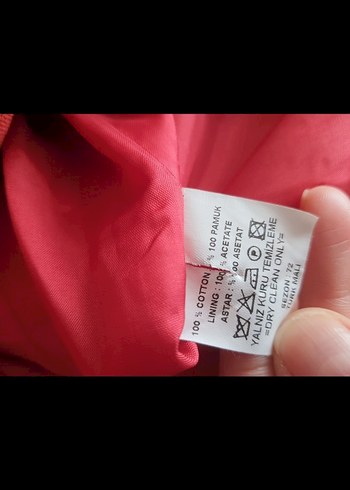 100 % COTTON % 100 PAMUK
LINING : 100 % ACETATE
ASTAR : % 100 ASETAT
YALNIZ KURU TEMİZLEME
=DRY CLEAN ONLY=
SEZON : 72
TÜRK MALI